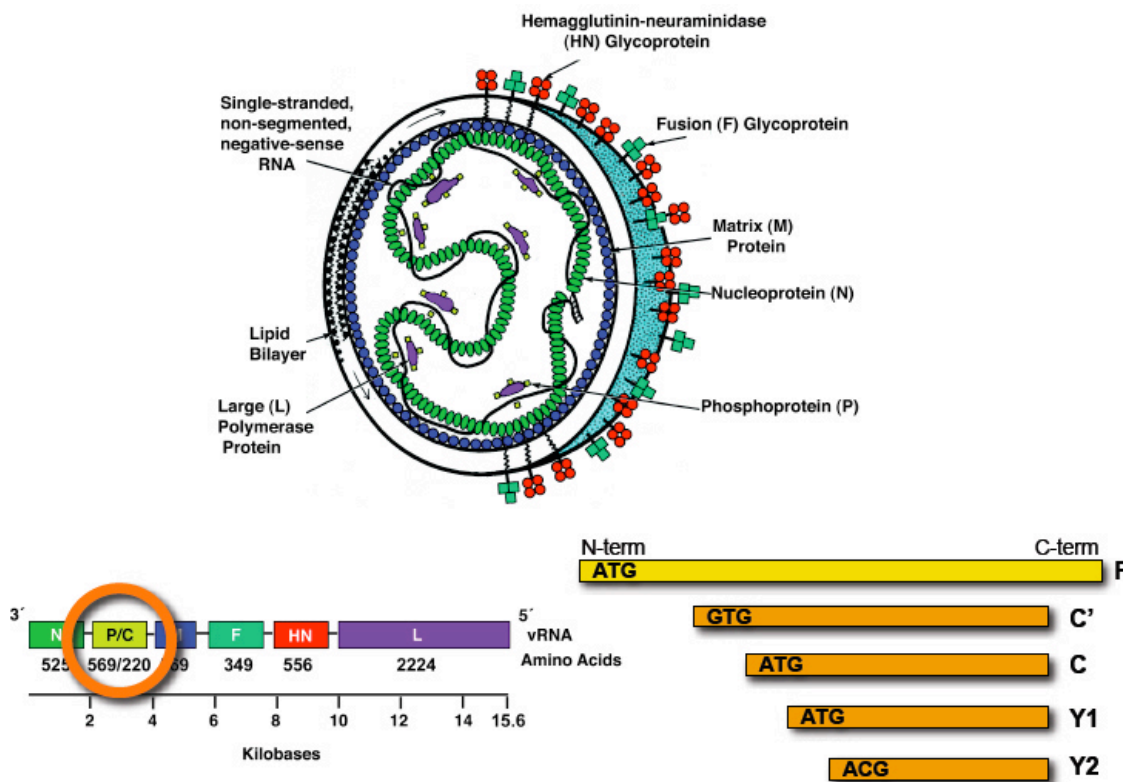 Hemagglutinin-neuraminidase
(HN) Glycoprotein
Single-stranded,
non-segmented,
negative-sense
RNA
Fusion (F) Glycoprotein
Matrix (M)
Protein
Nucleoprotein (N)
Lipid
Bilayer
Large (L)
Polymerase
Protein
Phosphoprotein (P)
N-term C-term
ATG
GTG C'
ATG C
ATG Y1
ACG Y2
3´ N P/C F HN L 5´ vRNA
569/220 349 556 2224 Amino Acids
2 4 6 8 10 12 14 15.6
Kilobases